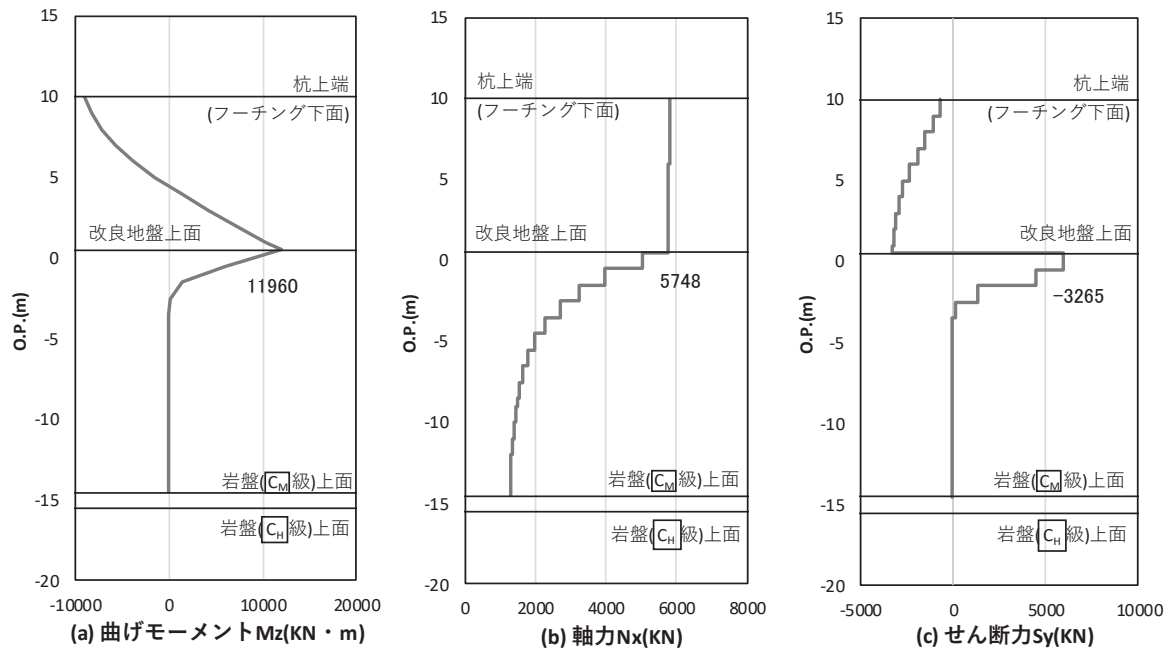 15
10
5
0
-5
-10
-15
-20
O.P.(m)
杭上端
(フーチング下面)
改良地盤上面
11960
岩盤(CM級)上面
岩盤(CH級)上面
-10000 0 10000 20000
(a) 曲げモーメントMz(KN・m)
15
10
5
0
-5
-10
-15
-20
O.P.(m)
杭上端
(フーチング下面)
改良地盤上面
5748
岩盤(CM級)上面
岩盤(CH級)上面
0 2000 4000 6000 8000
(b) 軸力Nx(KN)
15
10
5
0
-5
-10
-15
-20
O.P.(m)
杭上端
(フーチング下面)
改良地盤上面
-3265
岩盤(CM級)上面
岩盤(CH級)上面
-5000 0 5000 10000
(c) せん断力Sy(KN)